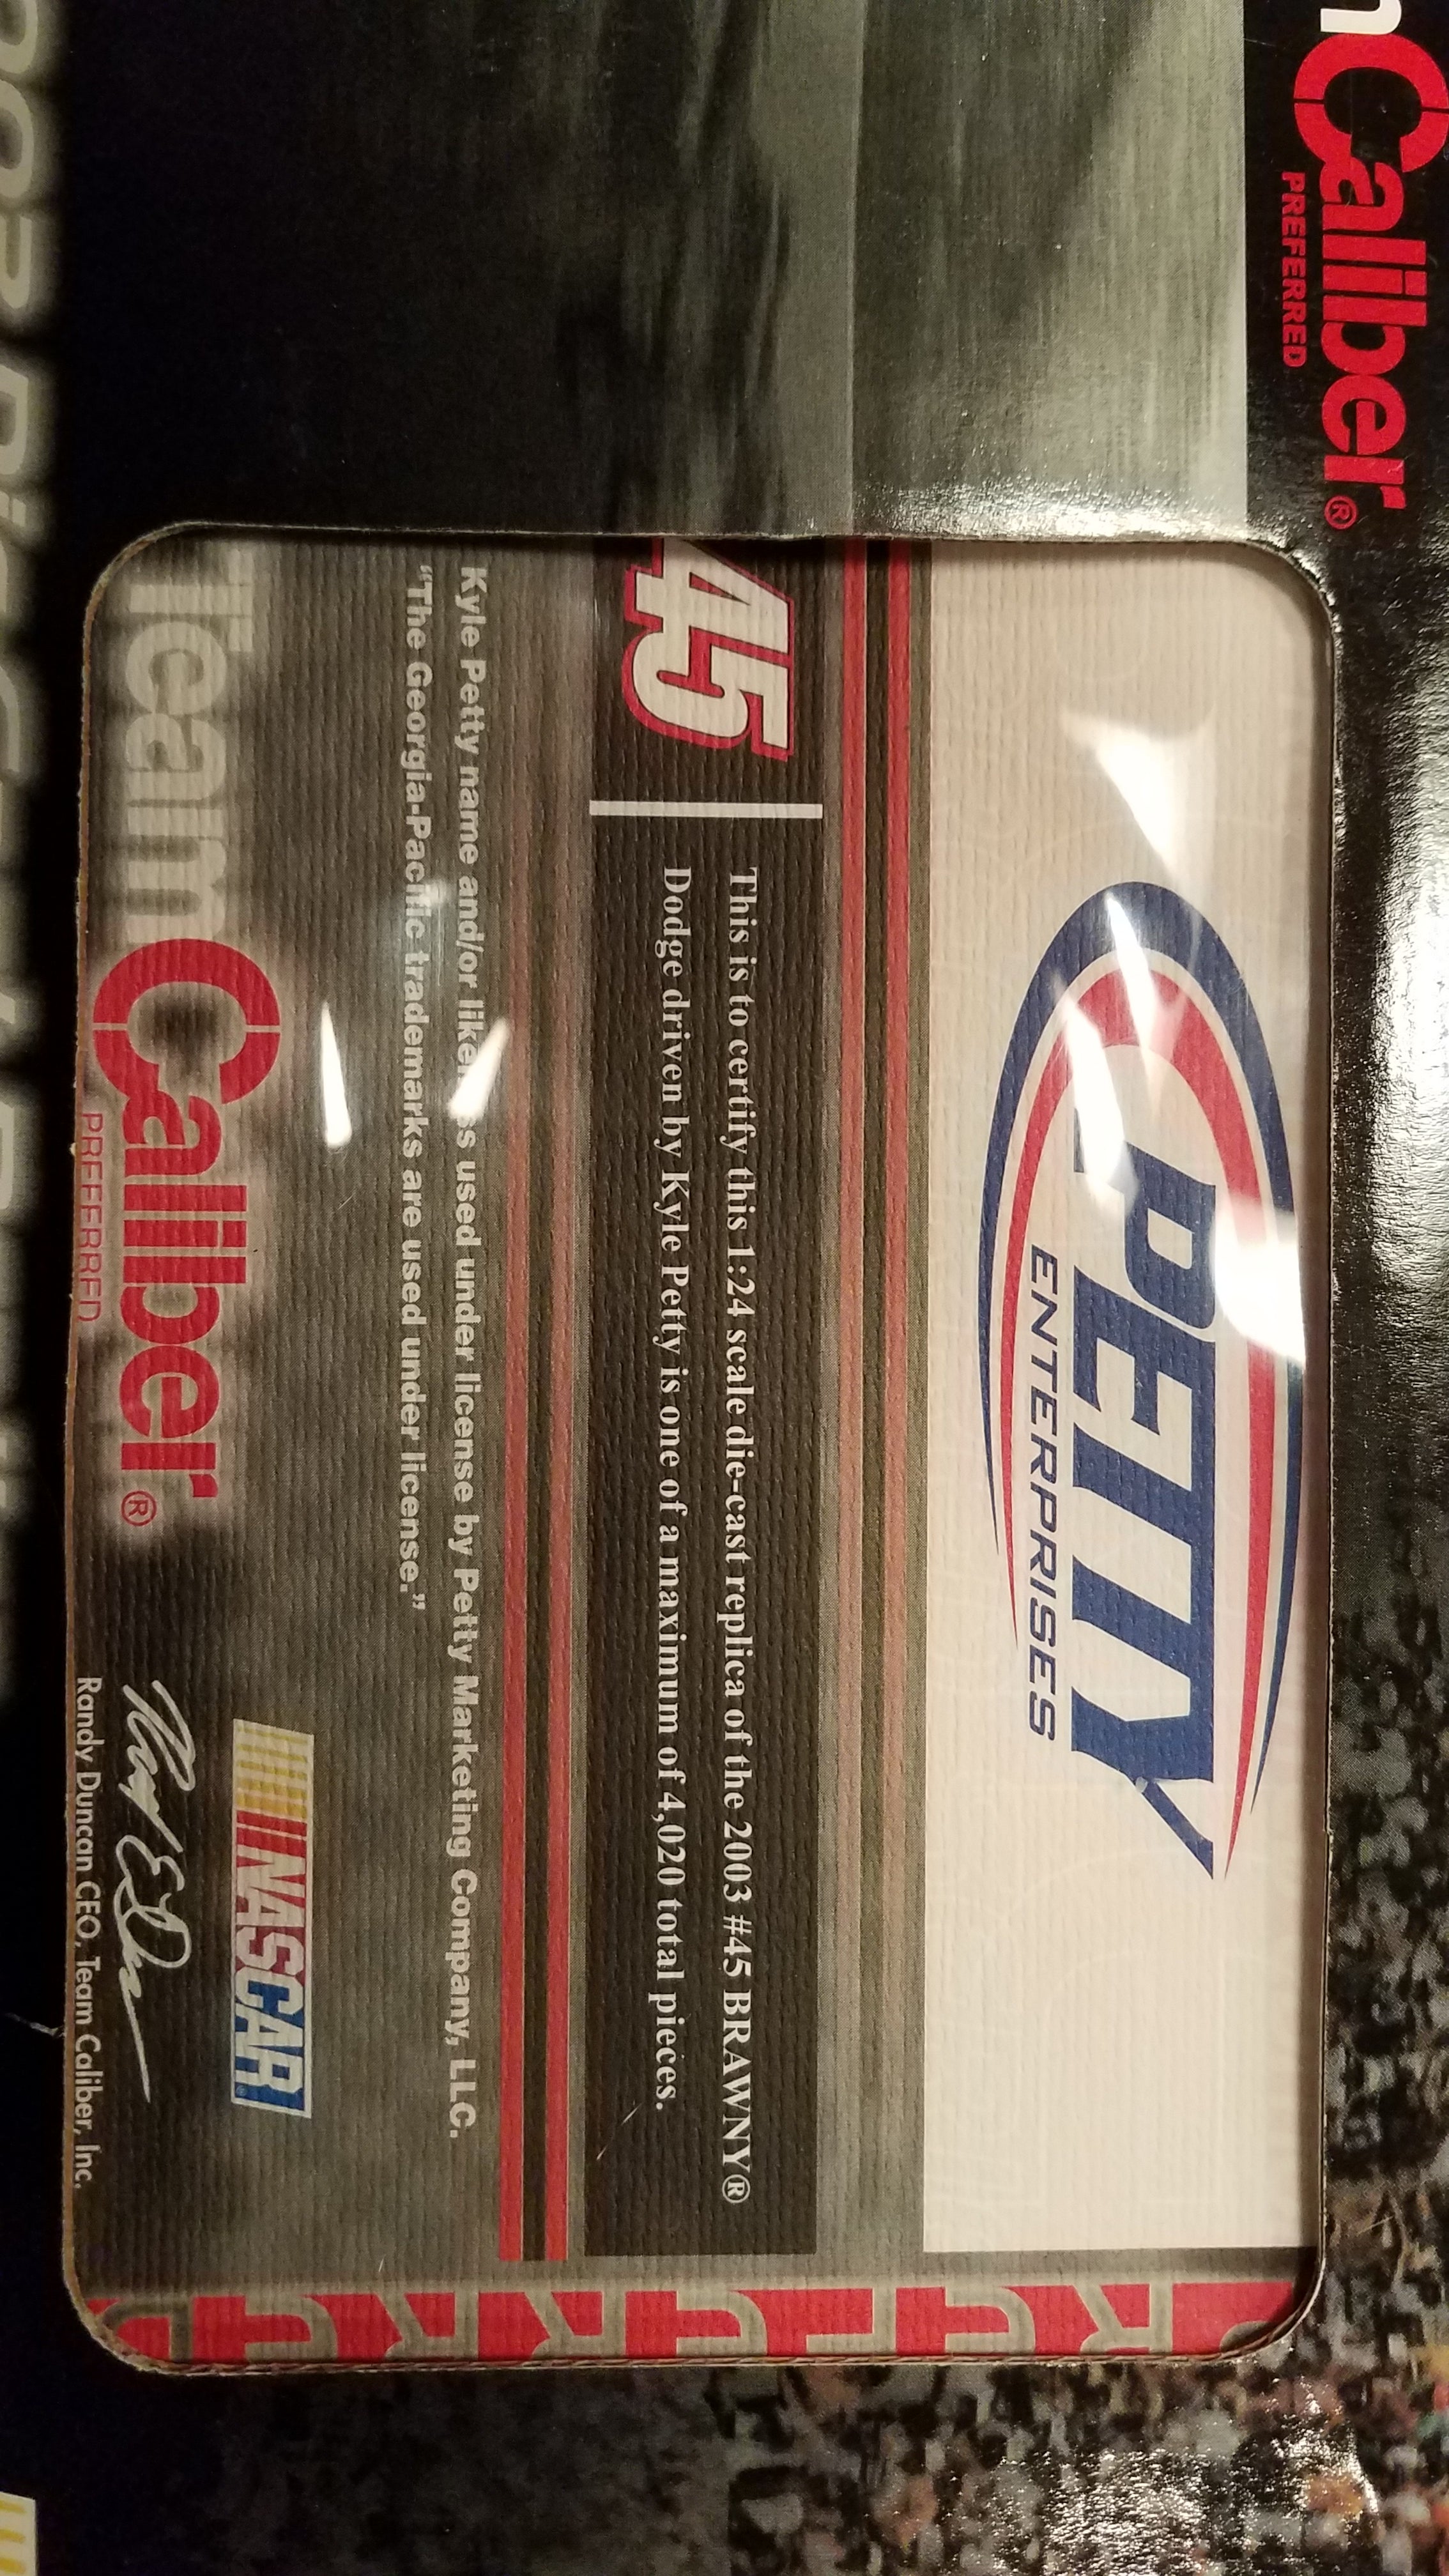 Caliber®
PREFERRED
PETTY
ENTERPRISES
45
This is to certify this 1:24 scale die-cast replica of the 2003 #45 BRAWNY®
Dodge driven by Kyle Petty is one of a maximum of 4,020 total pieces.
Kyle Petty name and/or likeness used under license by Petty Marketing Company, LLC.
“The Georgia-Pacific trademarks are used under license.”
NASCAR
Team Caliber®
PREFERRED
Randy Duncan CEO, Team Caliber, Inc.